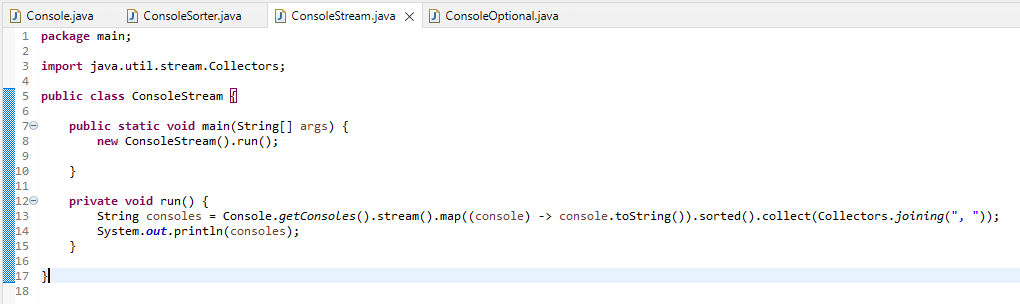 Console.java ConsoleSorter.java ConsoleStream.java ConsoleOptional.java
1 package main;
2
3 import java.util.stream.Collectors;
4
5 public class ConsoleStream {
6
7 public static void main(String[] args) {
8 new ConsoleStream().run();
9
10 }
11
12 private void run() {
13 String consoles = Console.getConsoles().stream().map((console) -> console.toString()).sorted().collect(Collectors.joining(", "));
14 System.out.println(consoles);
15 }
16
17 }
18